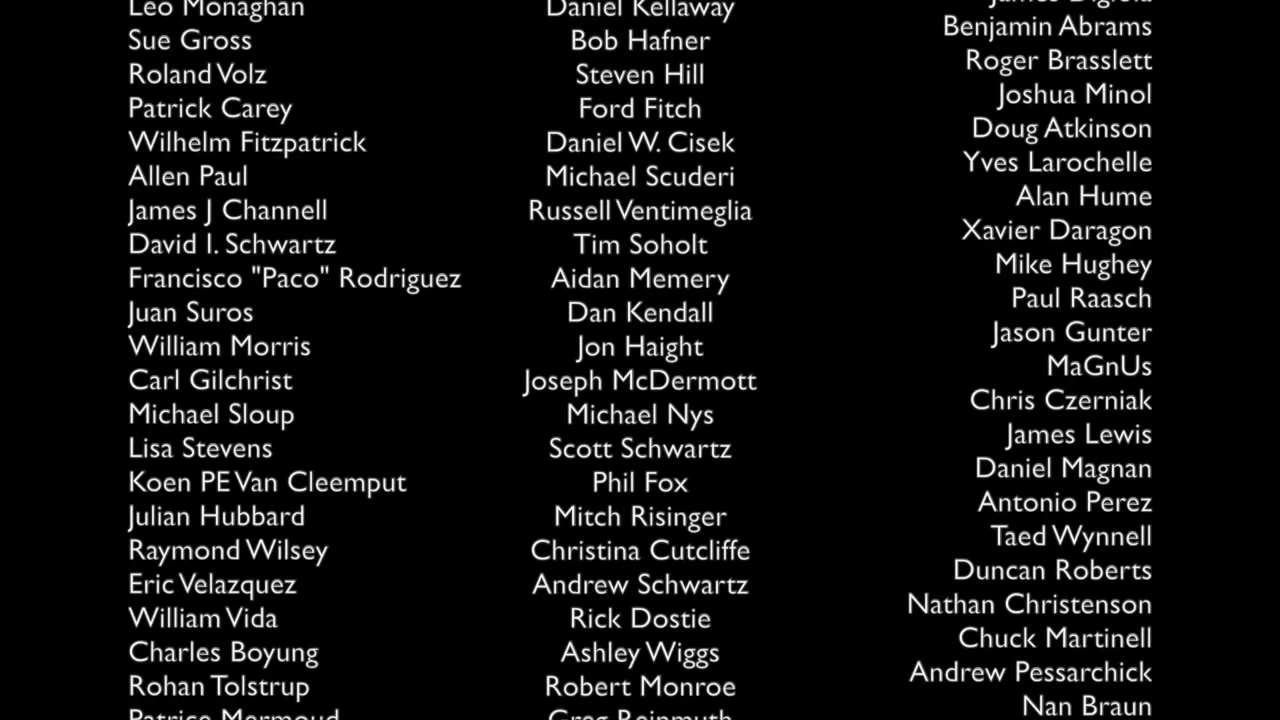 Leo Monaghan
Sue Gross
Roland Volz
Patrick Carey
Wilhelm Fitzpatrick
Allen Paul
James J Channell
David I. Schwartz
Francisco "Paco" Rodriguez
Juan Suros
William Morris
Carl Gilchrist
Michael Sloup
Lisa Stevens
Koen PE Van Cleemput
Julian Hubbard
Raymond Wilsey
Eric Velazquez
William Vida
Charles Boyung
Rohan Tolstrup
Patrice Mermoud
Daniel Kellaway
Bob Hafner
Steven Hill
Ford Fitch
Daniel W. Cisek
Michael Scuderi
Russell Ventimeglia
Tim Soholt
Aidan Memery
Dan Kendall
Jon Haight
Joseph McDermott
Michael Nys
Scott Schwartz
Phil Fox
Mitch Risinger
Christina Cutcliffe
Andrew Schwartz
Rick Dostie
Ashley Wiggs
Robert Monroe
Greg Reinmuth
James
Benjamin Abrams
Roger Brasslett
Joshua Minol
Doug Atkinson
Yves Larochelle
Alan Hume
Xavier Daragon
Mike Hughey
Paul Raasch
Jason Gunter
MaGnUs
Chris Czerniak
James Lewis
Daniel Magnan
Antonio Perez
Taed Wynnell
Duncan Roberts
Nathan Christenson
Chuck Martinell
Andrew Pessarchick
Nan Braun